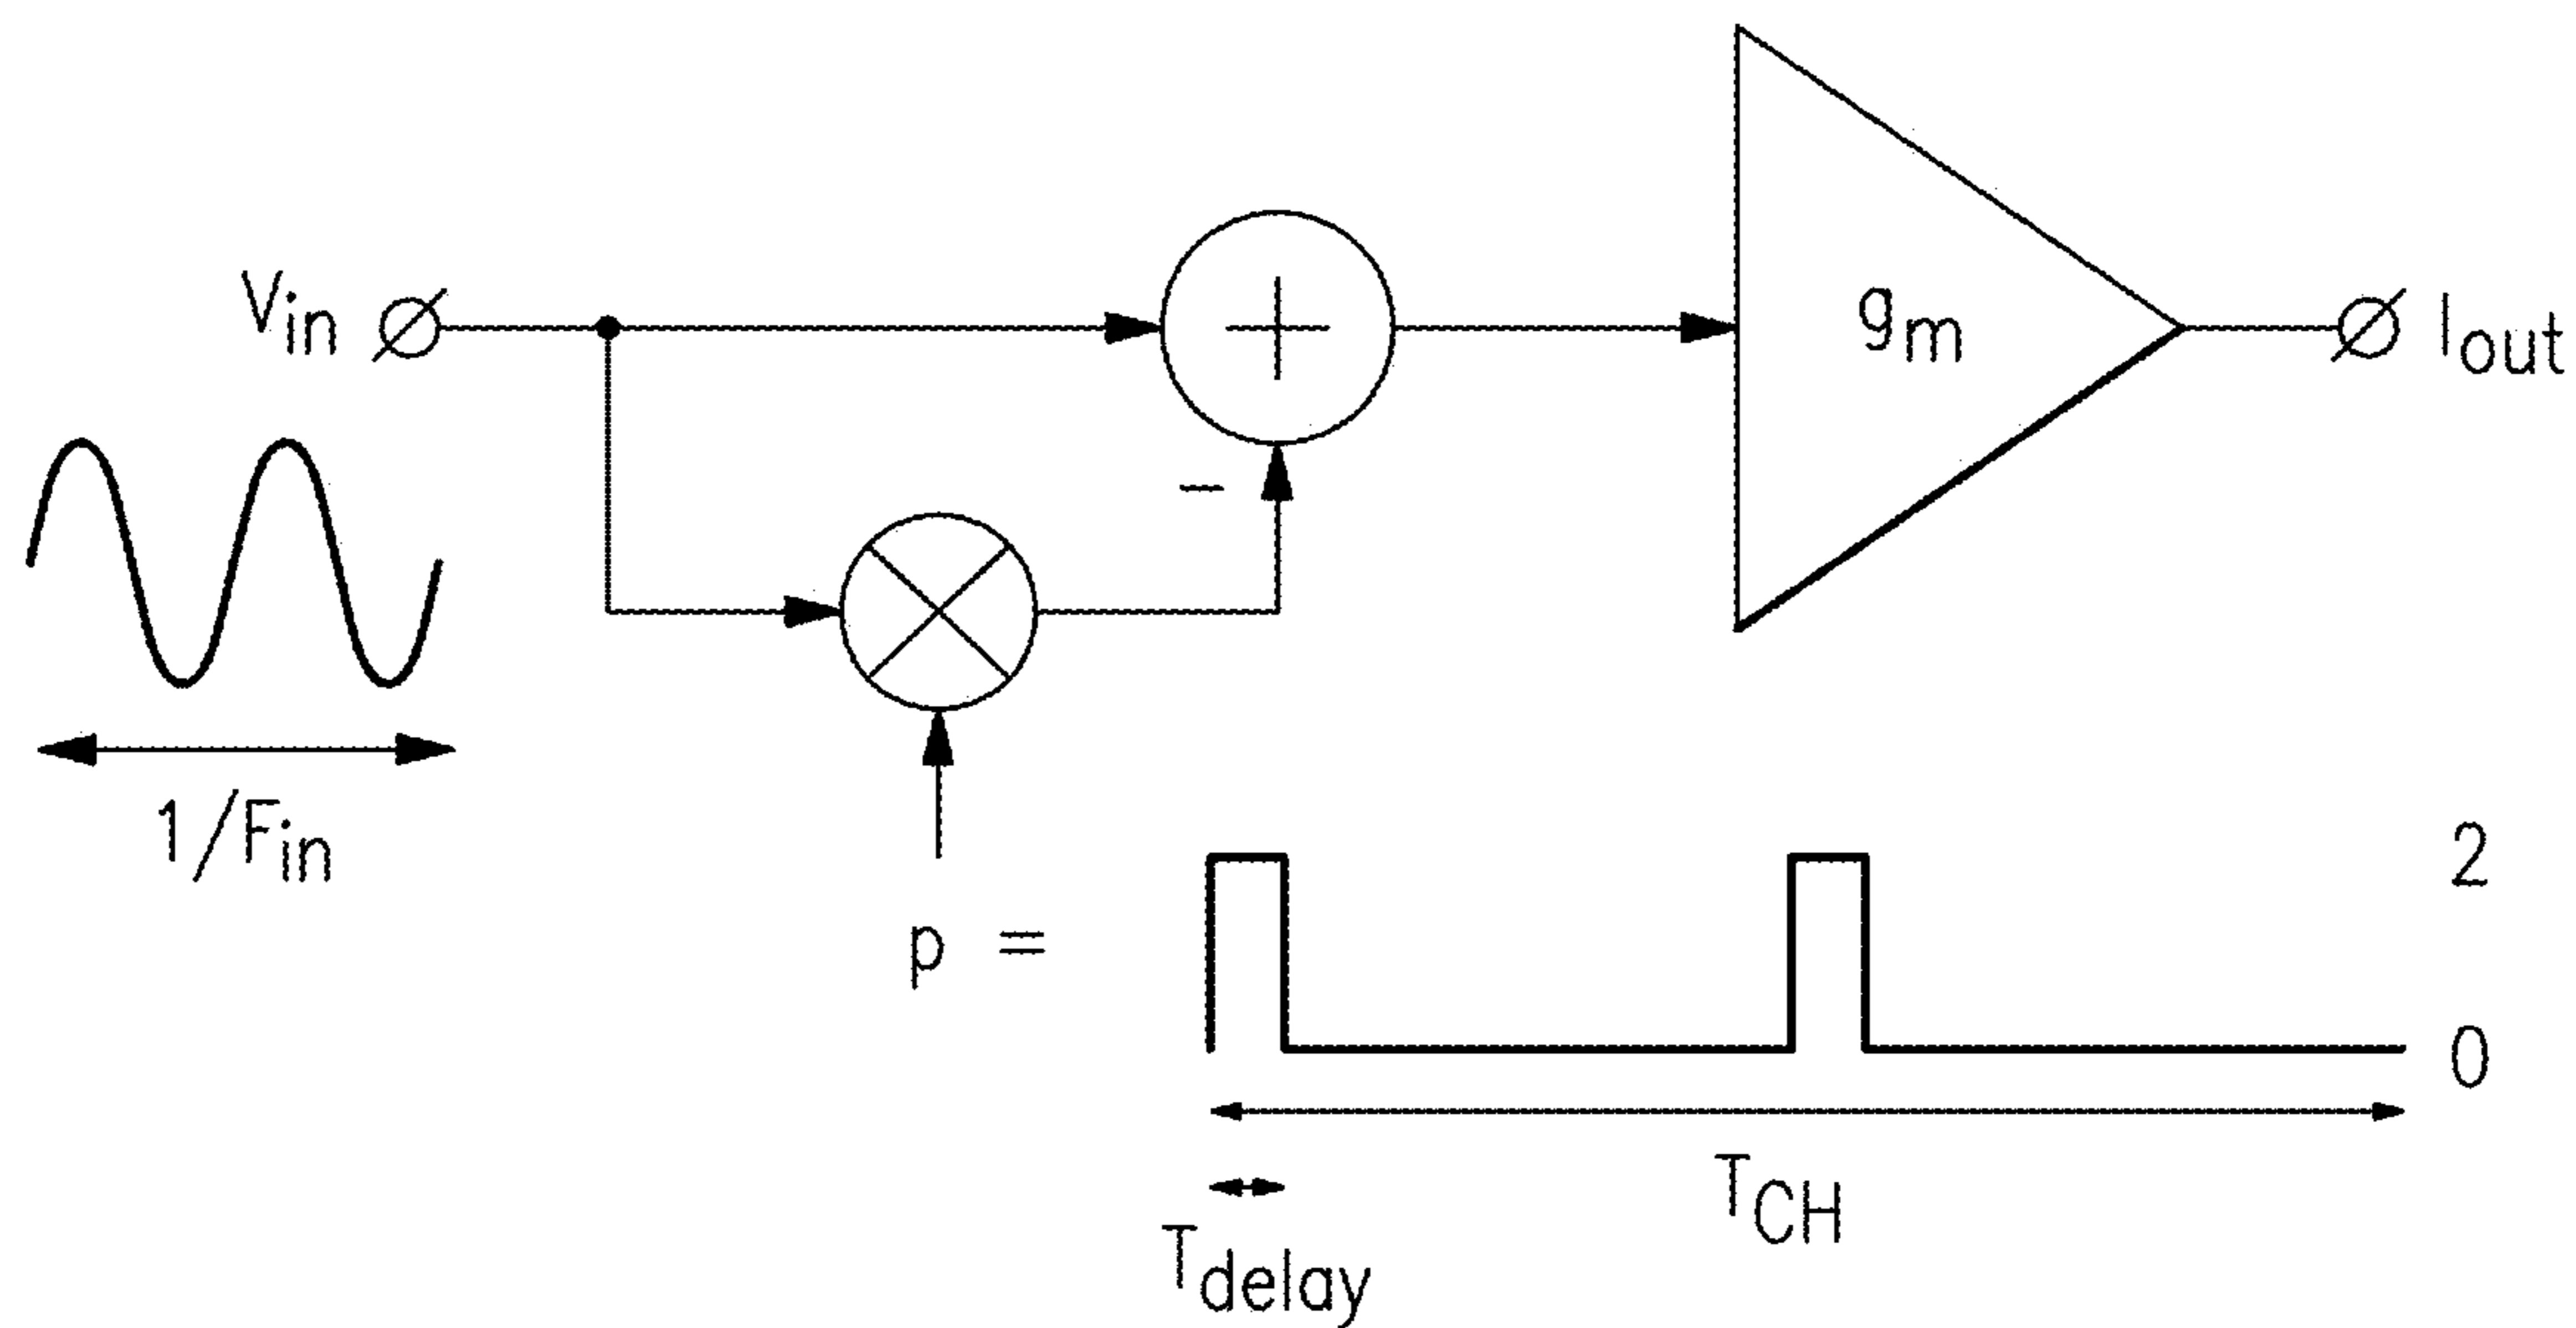 Vin
+
gm
Iout
-
1/Fin
p =
2
0
TCH
Tdelay